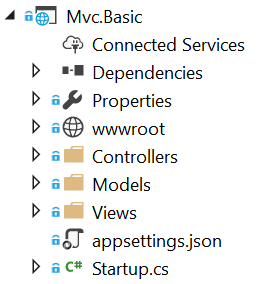 Mvc.Basic
Connected Services
Dependencies
Properties
wwwroot
Controllers
Models
Views
appsettings.json
C# Startup.cs